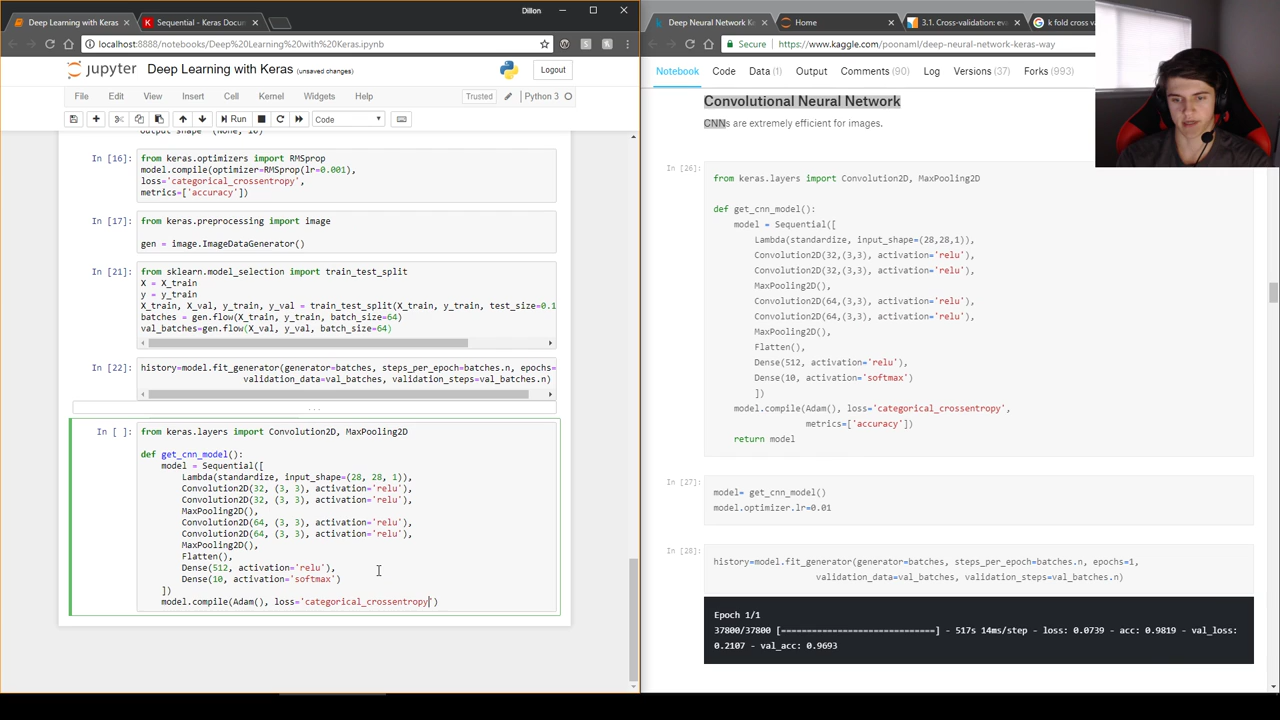 Dillon
Deep Learning with Keras
Sequential - Keras Docu
localhost:8888/notebooks/Deep%20Learning%20with%20Keras.ipynb
jupyter Deep Learning with Keras (unsaved changes)
Logout
File Edit View Insert Cell Kernel Widgets Help
Trusted
Python 3
Run
Code
Output shape (None, 10)
In [16]: from keras.optimizers import RMSprop
model.compile(optimizer=RMSprop(lr=0.001),
loss='categorical_crossentropy',
metrics=['accuracy'])
In [17]: from keras.preprocessing import image
gen = image.ImageDataGenerator()
In [21]: from sklearn.model_selection import train_test_split
X = X_train
y = y_train
X_train, X_val, y_train, y_val = train_test_split(X_train, y_train, test_size=0.1
batches = gen.flow(X_train, y_train, batch_size=64)
val_batches=gen.flow(X_val, y_val, batch_size=64)
In [22]: history=model.fit_generator(generator=batches, steps_per_epoch=batches.n, epochs=
validation_data=val_batches, validation_steps=val_batches.n)
...
In [ ]: from keras.layers import Convolution2D, MaxPooling2D
def get_cnn_model():
model = Sequential([
Lambda(standardize, input_shape=(28, 28, 1)),
Convolution2D(32, (3, 3), activation='relu'),
Convolution2D(32, (3, 3), activation='relu'),
MaxPooling2D(),
Convolution2D(64, (3, 3), activation='relu'),
Convolution2D(64, (3, 3), activation='relu'),
MaxPooling2D(),
Flatten(),
Dense(512, activation='relu'),
Dense(10, activation='softmax')
])
model.compile(Adam(), loss='categorical_crossentropy')
Deep Neural Network K
Home
3.1. Cross-validation: eva
k fold cross va
Secure
https://www.kaggle.com/poonaml/deep-neural-network-keras-way
Notebook Code Data (1) Output Comments (90) Log Versions (37) Forks (993)
Convolutional Neural Network
CNNs are extremely efficient for images.
In [26]:
from keras.layers import Convolution2D, MaxPooling2D
def get_cnn_model():
model = Sequential([
Lambda(standardize, input_shape=(28,28,1)),
Convolution2D(32,(3,3), activation='relu'),
Convolution2D(32,(3,3), activation='relu'),
MaxPooling2D(),
Convolution2D(64,(3,3), activation='relu'),
Convolution2D(64,(3,3), activation='relu'),
MaxPooling2D(),
Flatten(),
Dense(512, activation='relu'),
Dense(10, activation='softmax')
])
model.compile(Adam(), loss='categorical_crossentropy',
metrics=['accuracy'])
return model
In [27]:
model= get_cnn_model()
model.optimizer.lr=0.01
In [28]:
history=model.fit_generator(generator=batches, steps_per_epoch=batches.n, epochs=1,
validation_data=val_batches, validation_steps=val_batches.n)
Epoch 1/1
37800/37800 [==============================] - 517s 14ms/step - loss: 0.0739 - acc: 0.9819 - val_loss:
0.2107 - val_acc: 0.9693